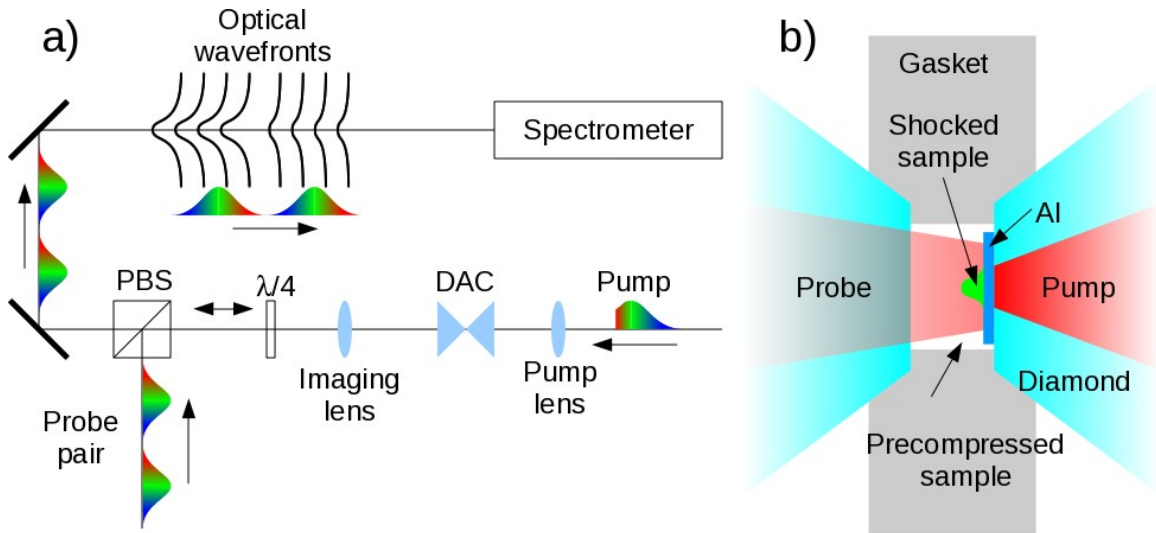 a)
Optical
wavefronts
Spectrometer
PBS
λ/4
DAC
Pump
Imaging
lens
Pump
lens
Probe
pair
b)
Gasket
Shocked
sample
Al
Probe
Pump
Diamond
Precompressed
sample